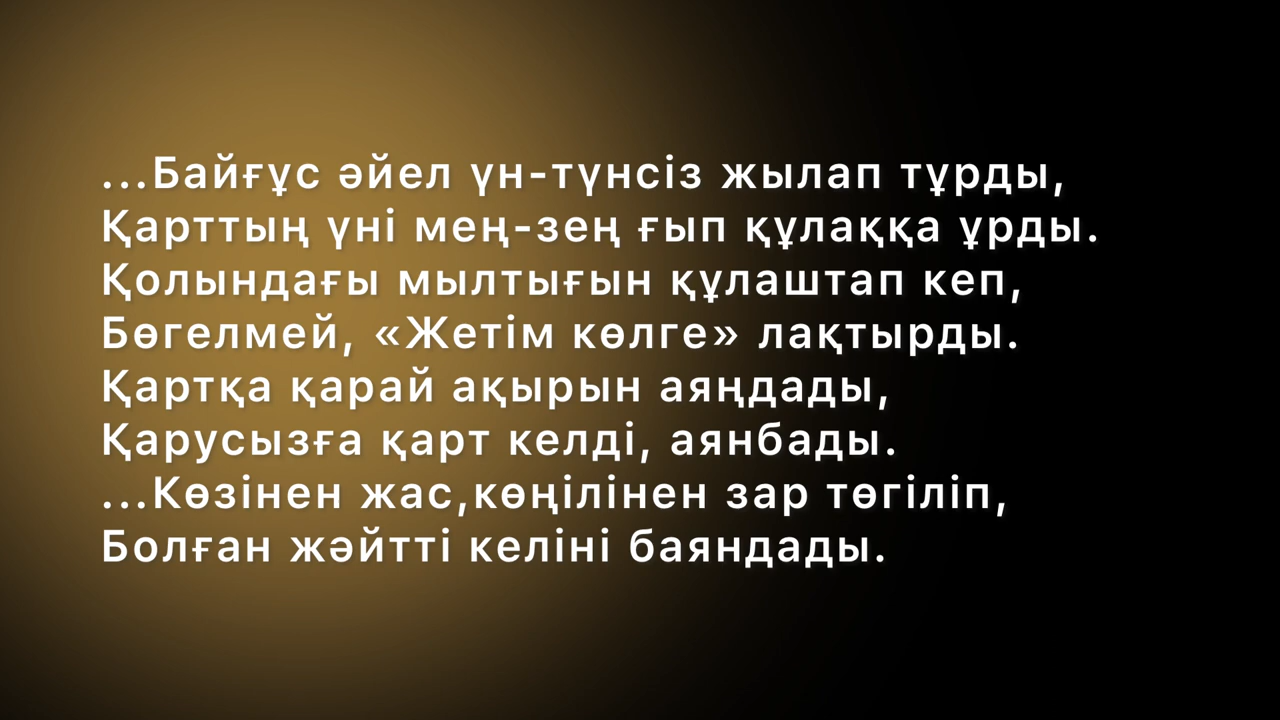 ...Байғұс әйел үн-түнсіз жылап тұрды,
Қарттың үні мең-зең ғып құлаққа ұрды.
Қолындағы мылтығын құлаштап кеп,
Бөгелмей, «Жетім көлге» лақтырды.
Қартқа қарай ақырын аяңдады,
Қарусызға қарт келді, аянбады.
...Көзінен жас,көңілінен зар төгіліп,
Болған жәйтті келіні баяндады.